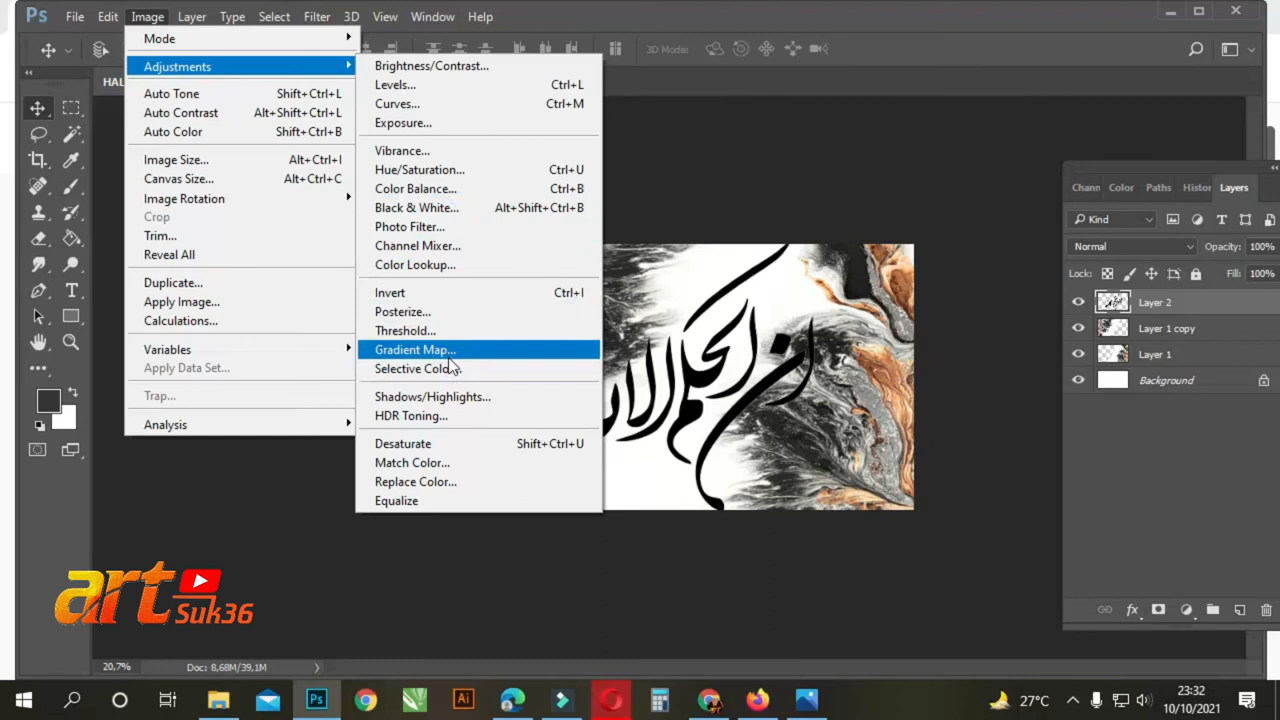 Ps File Edit Image Layer Type Select Filter 3D View Window Help
3D Mode:
HAL
Mode
Adjustments
Auto Tone Shift+Ctrl+L
Auto Contrast Alt+Shift+Ctrl+L
Auto Color Shift+Ctrl+B
Image Size... Alt+Ctrl+I
Canvas Size... Alt+Ctrl+C
Image Rotation
Crop
Trim...
Reveal All
Duplicate...
Apply Image...
Calculations...
Variables
Apply Data Set...
Trap...
Analysis
Brightness/Contrast...
Levels... Ctrl+L
Curves... Ctrl+M
Exposure...
Vibrance...
Hue/Saturation... Ctrl+U
Color Balance... Ctrl+B
Black & White... Alt+Shift+Ctrl+B
Photo Filter...
Channel Mixer...
Color Lookup...
Invert Ctrl+I
Posterize...
Threshold...
Gradient Map...
Selective Colo
Shadows/Highlights...
HDR Toning...
Desaturate Shift+Ctrl+U
Match Color...
Replace Color...
Equalize
Chann Color Paths Histor Layers
Kind
Normal Opacity: 100%
Lock: Fill: 100%
Layer 2
Layer 1 copy
Layer 1
Background
fx
art
Suk36
20,7% Doc: 8,68M/39,1M
Ps Ai 27°C 23:32
10/10/2021